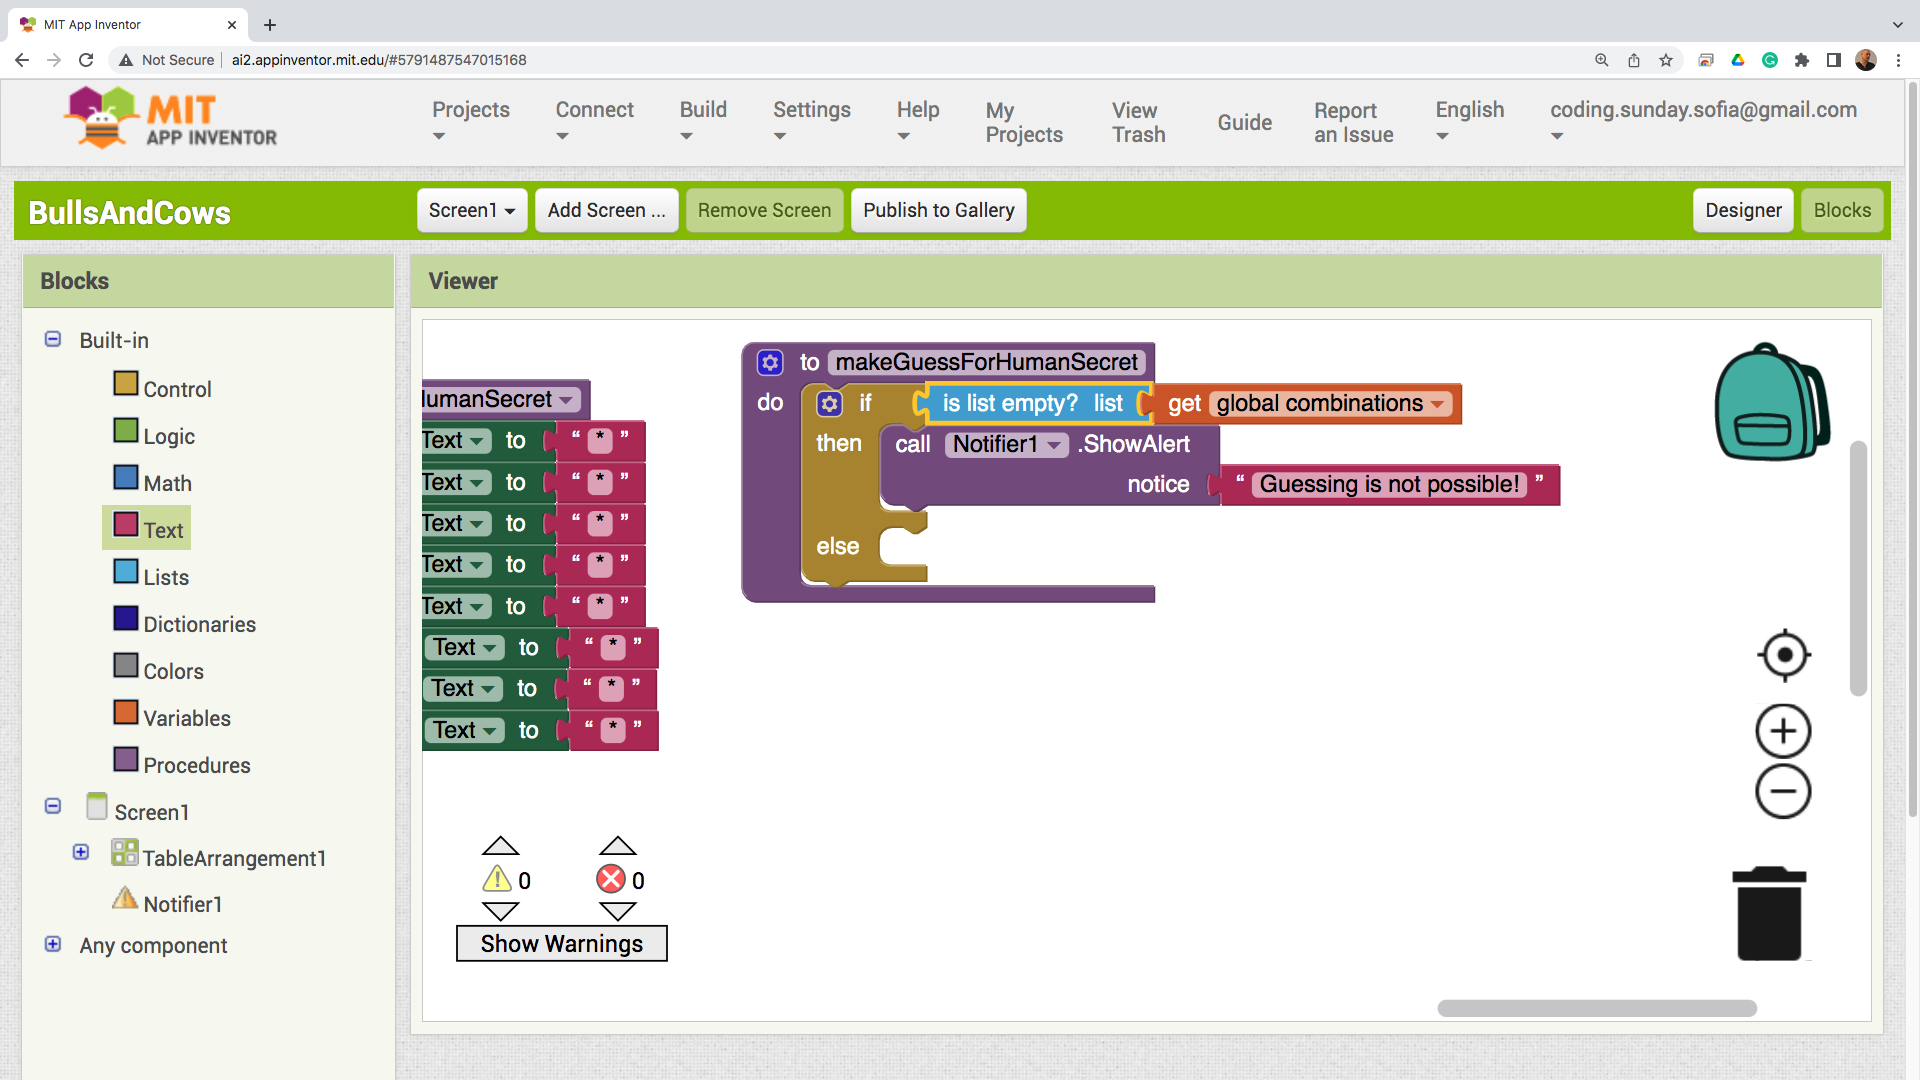 MIT App Inventor
Not Secure ai2.appinventor.mit.edu/#5791487547015168
MIT APP INVENTOR
Projects Connect Build Settings Help My Projects View Trash Guide Report an Issue English coding.sunday.sofia@gmail.com
BullsAndCows Screen1 Add Screen ... Remove Screen Publish to Gallery Designer Blocks
Blocks
Viewer
Built-in
Control
Logic
Math
Text
Lists
Dictionaries
Colors
Variables
Procedures
Screen1
TableArrangement1
Notifier1
Any component
umanSecret
Text to " * "
Text to " * "
Text to " * "
Text to " * "
Text to " * "
Text to " * "
Text to " * "
Text to " * "
to makeGuessForHumanSecret
do if is list empty? list get global combinations
then call Notifier1 .ShowAlert
notice " Guessing is not possible! "
else
0 0
Show Warnings